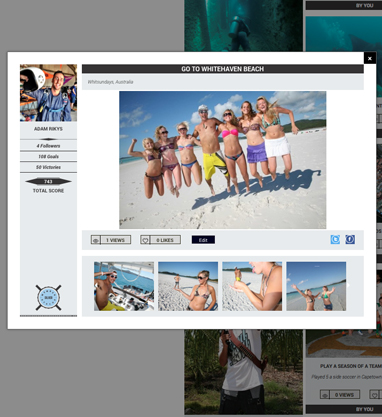 BY YOU
x
GO TO WHITEHAVEN BEACH
Whitsundays, Australia
ADAM RIKYS
4 Followers
108 Goals
50 Victories
743
TOTAL SCORE
1 VIEWS
0 LIKES
Edit
PLAY A SEASON OF A TEAM
Played 5 a side soccer in Capetown
0 VIEWS
BY YOU